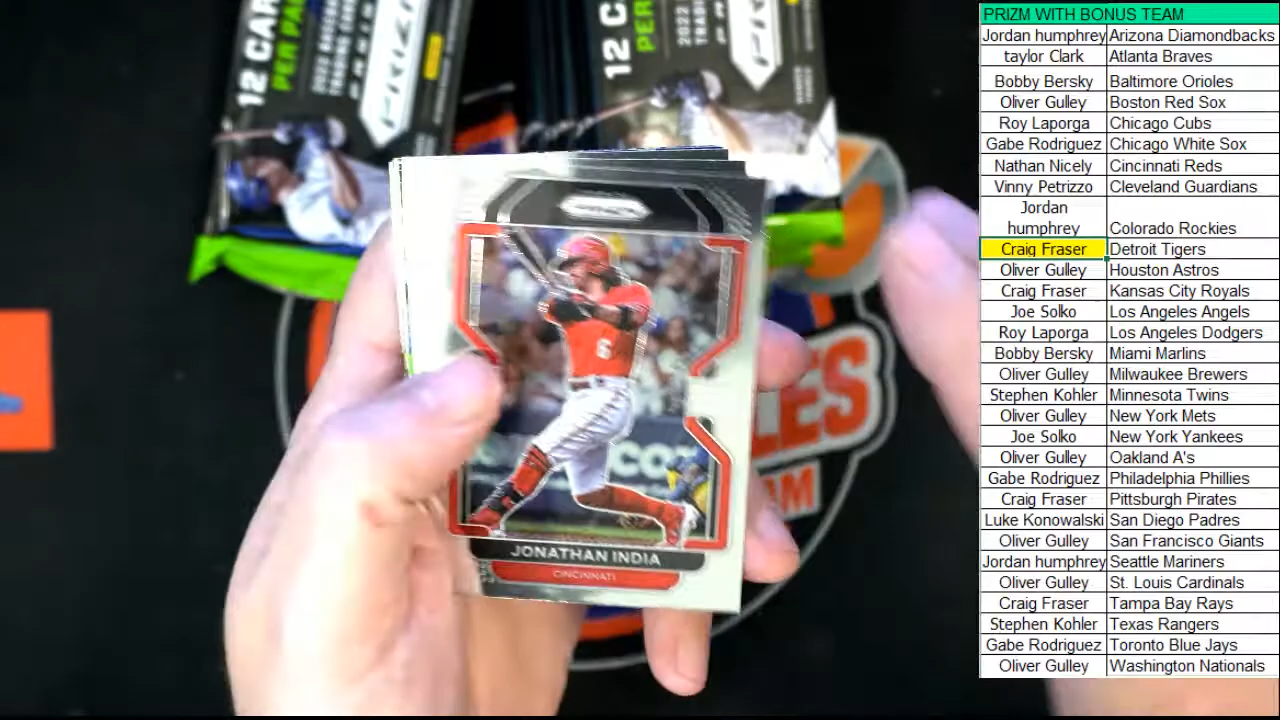 12 CARDS
PER PACK
PRIZM
12 C
PER
2022
PRIZM
JONATHAN INDIA
CINCINNATI
6
LES
AM
PRIZM WITH BONUS TEAM
Jordan humphrey Arizona Diamondbacks
taylor Clark Atlanta Braves
Bobby Bersky Baltimore Orioles
Oliver Gulley Boston Red Sox
Roy Laporga Chicago Cubs
Gabe Rodriguez Chicago White Sox
Nathan Nicely Cincinnati Reds
Vinny Petrizzo Cleveland Guardians
Jordan
humphrey Colorado Rockies
Craig Fraser Detroit Tigers
Oliver Gulley Houston Astros
Craig Fraser Kansas City Royals
Joe Solko Los Angeles Angels
Roy Laporga Los Angeles Dodgers
Bobby Bersky Miami Marlins
Oliver Gulley Milwaukee Brewers
Stephen Kohler Minnesota Twins
Oliver Gulley New York Mets
Joe Solko New York Yankees
Oliver Gulley Oakland A's
Gabe Rodriguez Philadelphia Phillies
Craig Fraser Pittsburgh Pirates
Luke Konowalski San Diego Padres
Oliver Gulley San Francisco Giants
Jordan humphrey Seattle Mariners
Oliver Gulley St. Louis Cardinals
Craig Fraser Tampa Bay Rays
Stephen Kohler Texas Rangers
Gabe Rodriguez Toronto Blue Jays
Oliver Gulley Washington Nationals